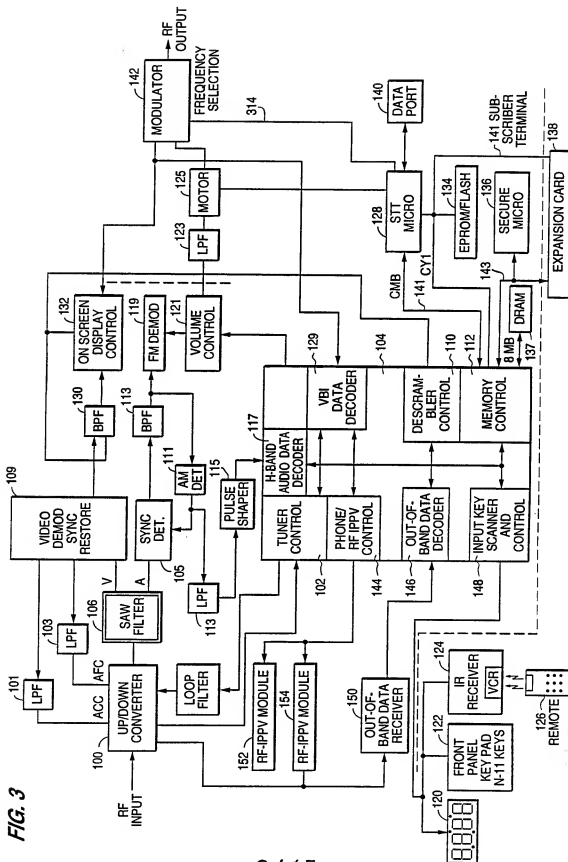 FIG. 3
RF
INPUT
100
UP/DOWN
CONVERTER
ACC
AFC
101
LPF
103
LPF
109
VIDEO
DEMOD SYNC
RESTORE
106
SAW FILTER
V
A
SYNC
DET.
105
LOOP
FILTER
130
BPF
113
BPF
132
ON SCREEN
DISPLAY
CONTROL
119
FM DEMOD
111
AM
DET
LPF
113
115
PULSE
SHAPER
121
VOLUME
CONTROL
123
LPF
125
MOTOR
142
MODULATOR
RF
OUTPUT
FREQUENCY
SELECTION
314
117
H-BAND
AUDIO DATA
DECODER
TUNER
CONTROL
102
129
VBI DATA
DECODER
104
PHONE/
RF IPPV
CONTROL
144
OUT-OF-
BAND DATA
DECODER
146
DESCRAM-
BLER
CONTROL
110
INPUT KEY
SCANNER
AND
CONTROL
148
MEMORY
CONTROL
112
152
RF-IPPV MODULE
154
RF-IPPV MODULE
150
OUT-OF-
BAND DATA
RECEIVER
128
STT
MICRO
140
DATA
PORT
CMB
141
CY1
134
EPROM/FLASH
136
SECURE
MICRO
143
8 MB
DRAM
137
141 SUB-
SCRIBER
TERMINAL
138
EXPANSION CARD
120
8888
122
FRONT
PANEL
KEY PAD
N-11 KEYS
124
IR
RECEIVER
VCR
126
REMOTE